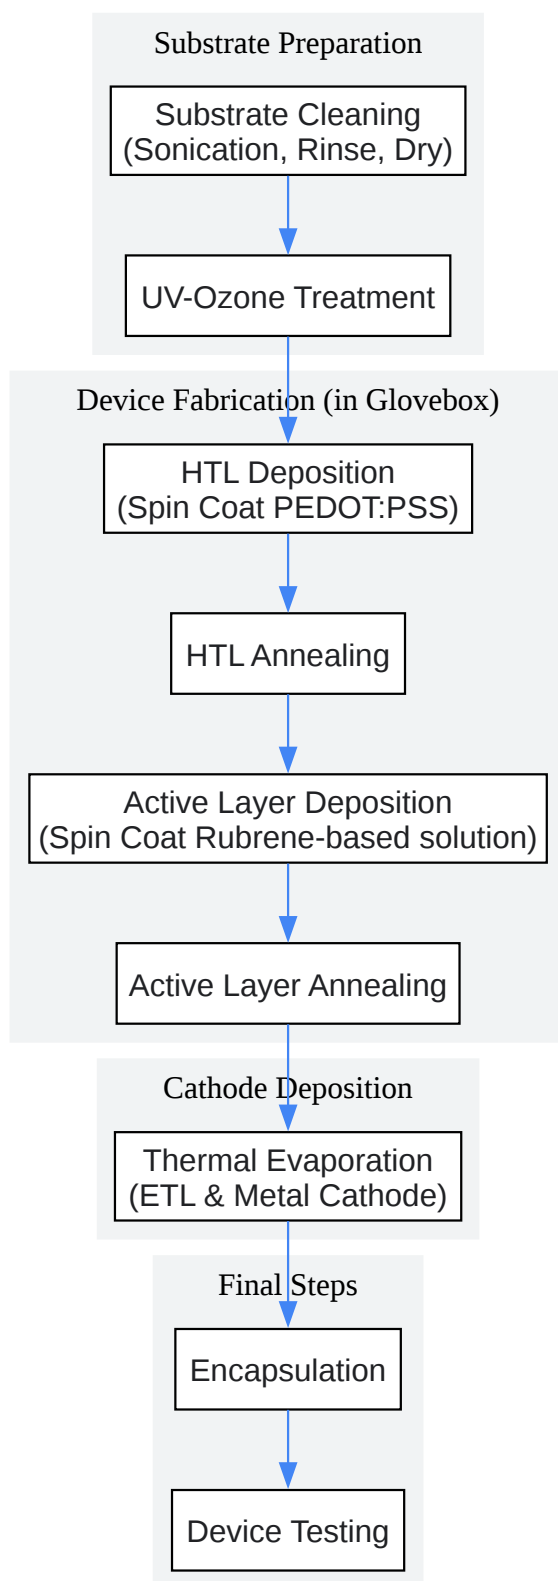 Substrate Preparation
Substrate Cleaning
(Sonication, Rinse, Dry)
UV-Ozone Treatment
Device Fabrication (in Glovebox)
HTL Deposition
(Spin Coat PEDOT:PSS)
HTL Annealing
Active Layer Deposition
(Spin Coat Rubrene-based solution)
Active Layer Annealing
Cathode Deposition
Thermal Evaporation
(ETL & Metal Cathode)
Final Steps
Encapsulation
Device Testing